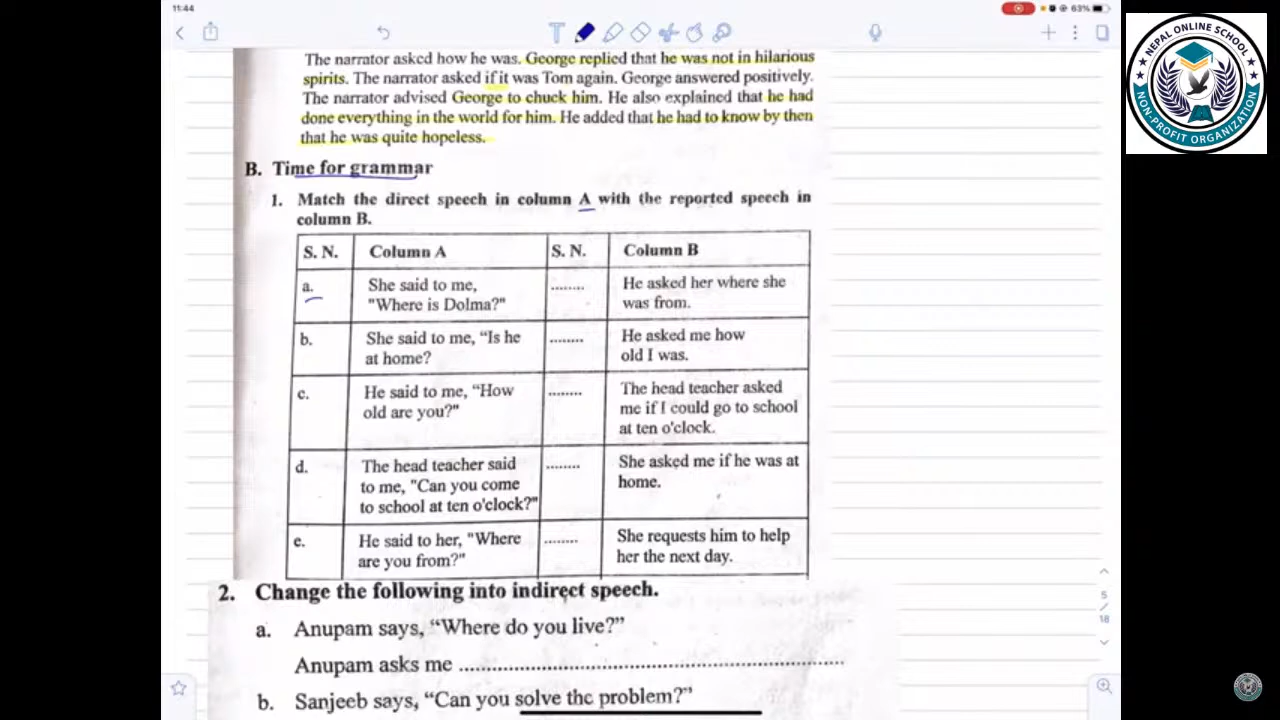 11:44
63%
NEPAL ONLINE SCHOOL
NON-PROFIT ORGANIZATION
The narrator asked how he was. George replied that he was not in hilarious
spirits. The narrator asked if it was Tom again. George answered positively.
The narrator advised George to chuck him. He also explained that he had
done everything in the world for him. He added that he had to know by then
that he was quite hopeless.
B. Time for grammar
1. Match the direct speech in column A with the reported speech in
column B.
S. N. Column A S. N. Column B
a. She said to me, ........ He asked her where she
"Where is Dolma?" was from.
b. She said to me, “Is he ........ He asked me how
at home? old I was.
c. He said to me, “How ........ The head teacher asked
old are you?" me if I could go to school
at ten o'clock.
d. The head teacher said ........ She asked me if he was at
to me, "Can you come home.
to school at ten o'clock?"
e. He said to her, "Where ........ She requests him to help
are you from?" her the next day.
2. Change the following into indirect speech.
a. Anupam says, “Where do you live?”
Anupam asks me ................................................................................
b. Sanjeeb says, “Can you solve the problem?”
5
/
18